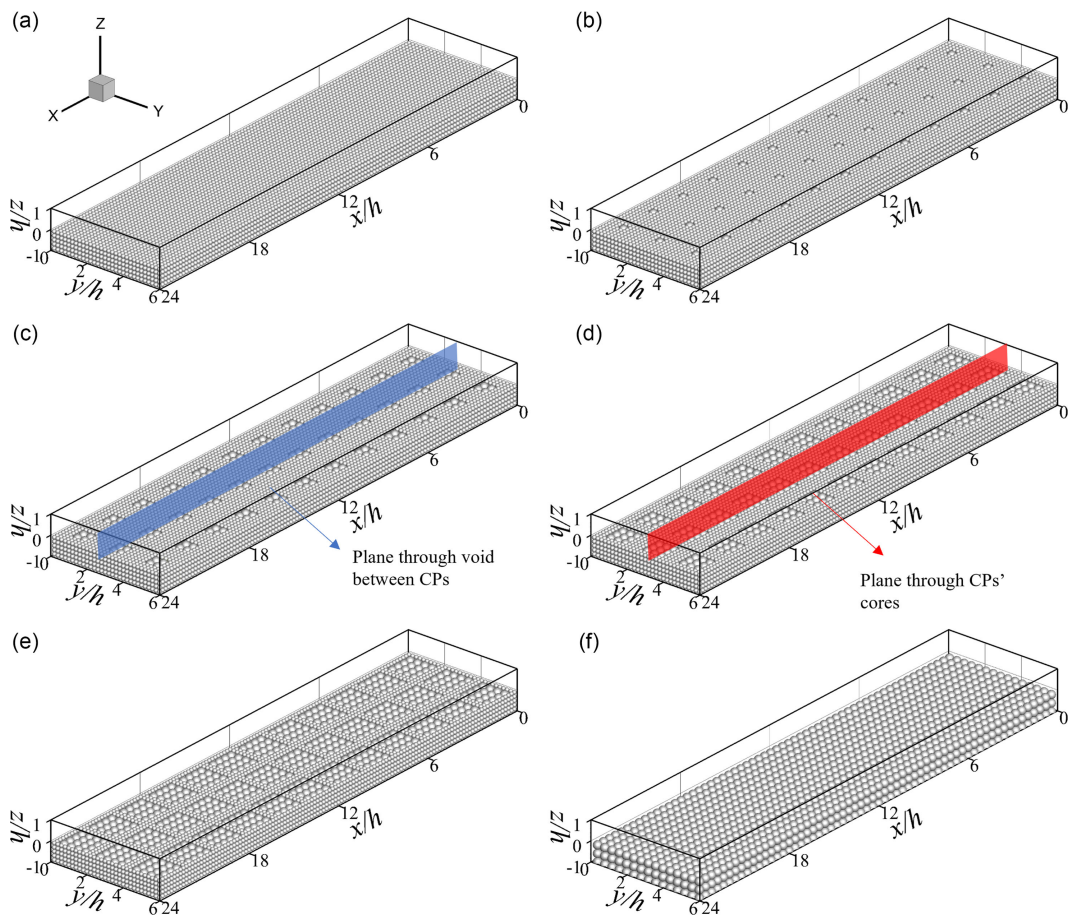 (a)
Z
X
Y
0
6
12
x/h
18
1
z/h
0
-1 0
2
y/h
4
6 24
(b)
0
6
12
x/h
18
1
z/h
0
-1 0
2
y/h
4
6 24
(c)
0
6
12
x/h
18
1
z/h
0
-1 0
2
y/h
4
6 24
Plane through void
between CPs
(d)
0
6
12
x/h
18
1
z/h
0
-1 0
2
y/h
4
6 24
Plane through CPs’
cores
(e)
0
6
12
x/h
18
1
z/h
0
-1 0
2
y/h
4
6 24
(f)
0
6
12
x/h
18
1
z/h
0
-1 0
2
y/h
4
6 24